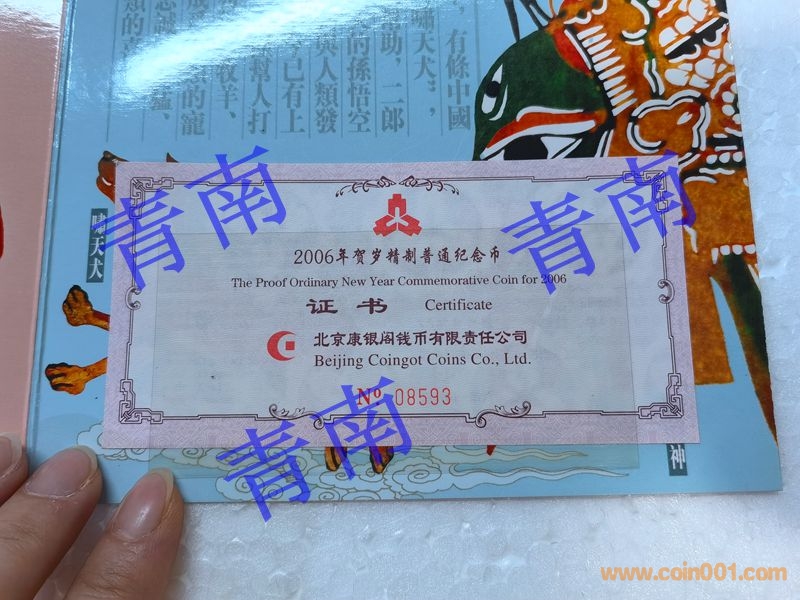 ，有條中國
嘯天犬"，
助，二郎
的孫悟空
與人類發
今已有上
幫人打
牧羊、
的寵
嘯天犬
神
青南
青南
青南
2006年贺岁精制普通纪念币
The Proof Ordinary New Year Commemorative Coin for 2006
证书 Certificate
北京康银阁钱币有限责任公司
Beijing Coingot Coins Co., Ltd.
Nº 08593
www.coin001.com